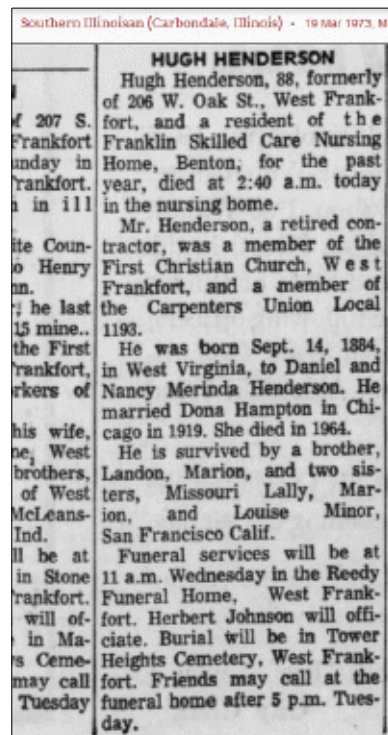 Southern Illinoisan (Carbondale, Illinois) • 19 Mar 1973, M
f 207 S.
Frankfort
unday in
rankfort.
n in ill
ite Coun-
o Henry
nn.
r; he last
15 mine..
the First
rankfort,
rkers of
his wife,
ne, West
brothers,
of West
McLeans-
Ind.
ll be at
in Stone
rankfort.
will of-
in Ma-
s Ceme-
may call
Tuesday
HUGH HENDERSON
Hugh Henderson, 88, formerly
of 206 W. Oak St., West Frank-
fort, and a resident of the
Franklin Skilled Care Nursing
Home, Benton, for the past
year, died at 2:40 a.m. today
in the nursing home.
Mr. Henderson, a retired con-
tractor, was a member of the
First Christian Church, West
Frankfort, and a member of
the Carpenters Union Local
1193.
He was born Sept. 14, 1884,
in West Virginia, to Daniel and
Nancy Merinda Henderson. He
married Dona Hampton in Chi-
cago in 1919. She died in 1964.
He is survived by a brother,
Landon, Marion, and two sis-
ters, Missouri Lally, Mar-
ion, and Louise Minor,
San Francisco Calif.
Funeral services will be at
11 a.m. Wednesday in the Reedy
Funeral Home, West Frank-
fort. Herbert Johnson will offi-
ciate. Burial will be in Tower
Heights Cemetery, West Frank-
fort. Friends may call at the
funeral home after 5 p.m. Tues-
day.